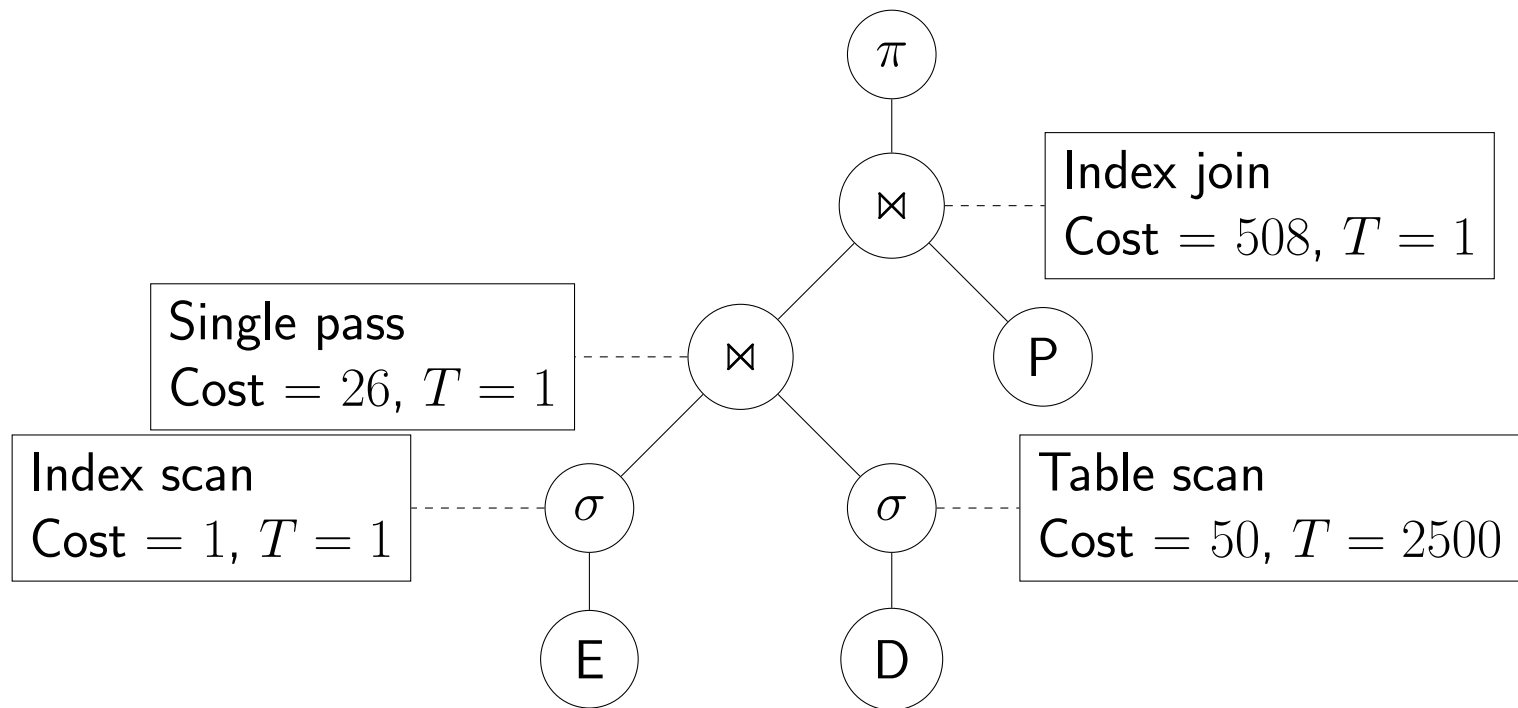 π
⋈
Index join
Cost = 508, T = 1
Single pass
Cost = 26, T = 1
⋈
P
Index scan
Cost = 1, T = 1
σ
σ
Table scan
Cost = 50, T = 2500
E
D